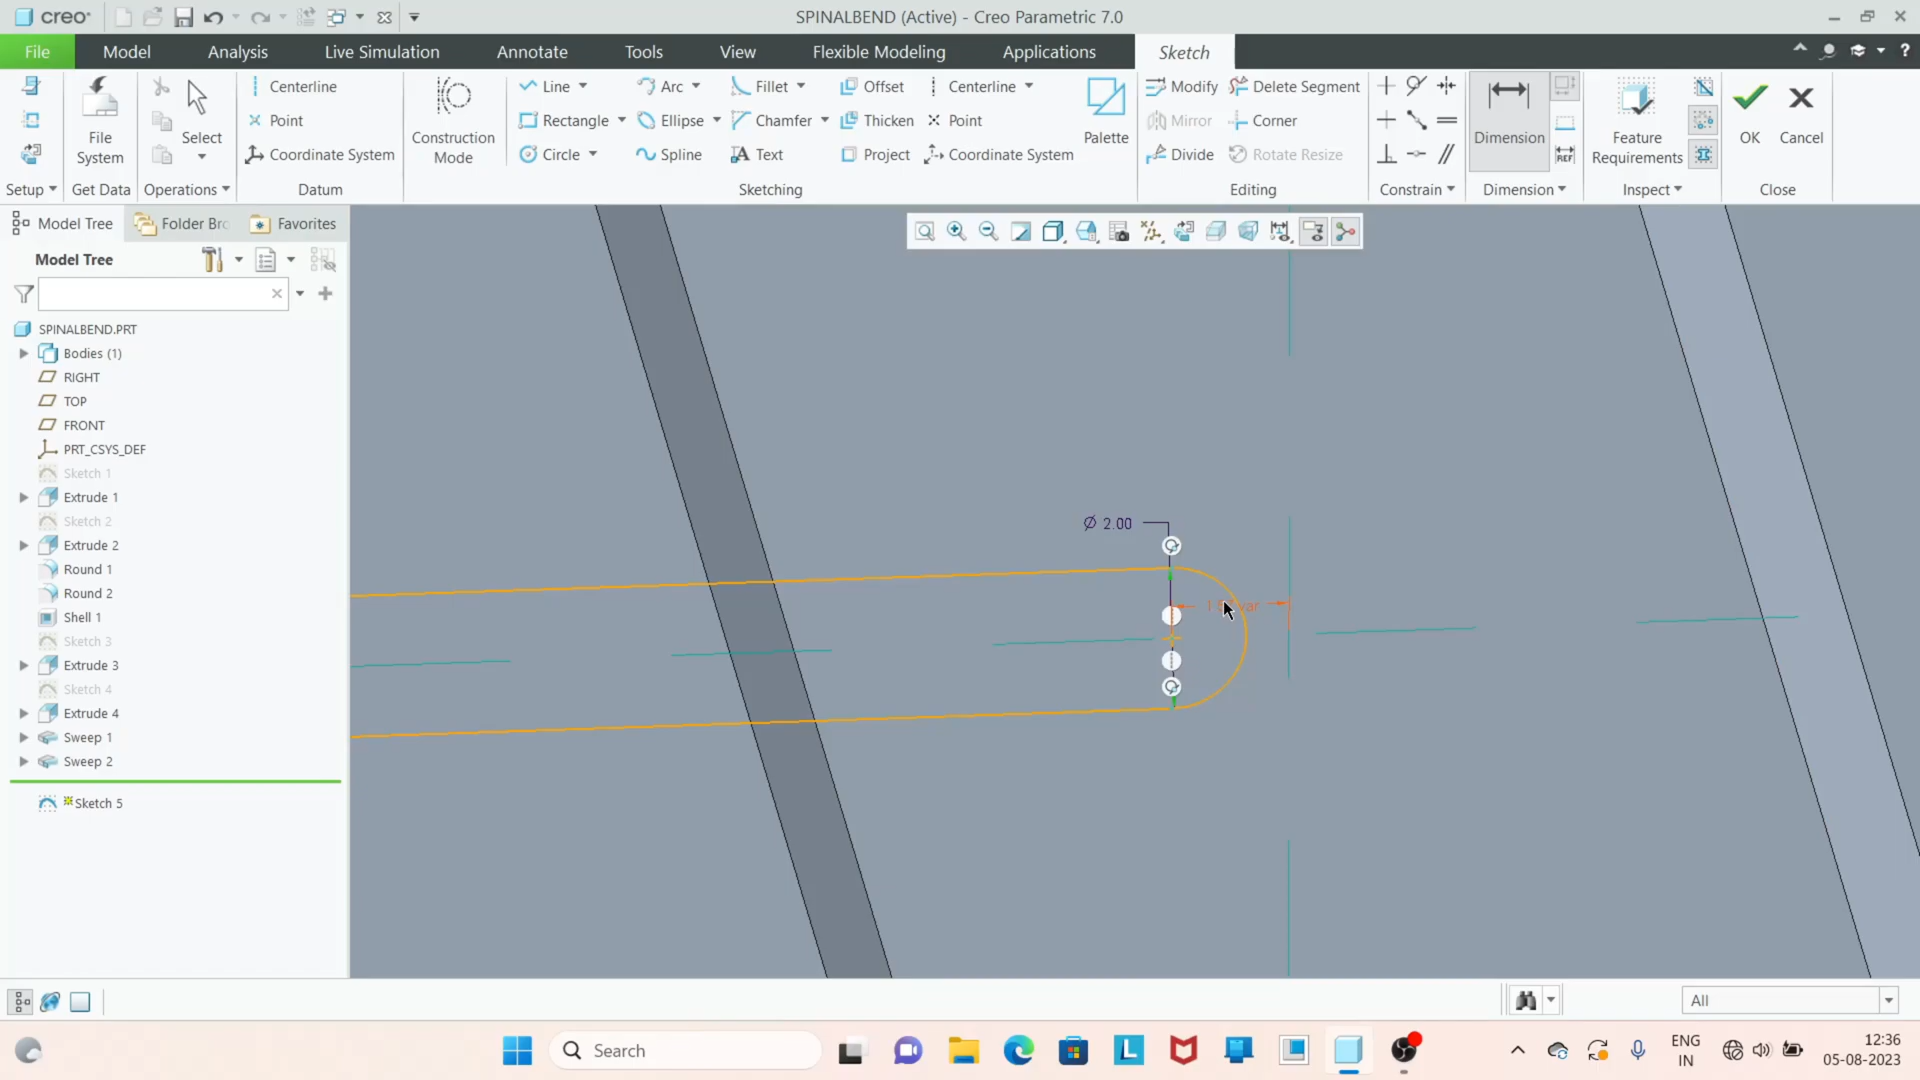 creo
SPINALBEND (Active) - Creo Parametric 7.0
File Model Analysis Live Simulation Annotate Tools View Flexible Modeling Applications Sketch
Centerline Line Arc Fillet Offset Centerline Modify Delete Segment
Point Rectangle Ellipse Chamfer Thicken Point Mirror Corner
File System Select Coordinate System Construction Mode Circle Spline Text Project Coordinate System Palette Divide Rotate Resize Dimension REF Feature Requirements OK Cancel
Setup Get Data Operations Datum Sketching Editing Constrain Dimension Inspect Close
Model Tree Folder Bro Favorites
Model Tree
SPINALBEND.PRT
Bodies (1)
RIGHT
TOP
FRONT
PRT_CSYS_DEF
Sketch 1
Extrude 1
Sketch 2
Extrude 2
Round 1
Round 2
Shell 1
Sketch 3
Extrude 3
Sketch 4
Extrude 4
Sweep 1
Sweep 2
Sketch 5
Ø 2.00
All
Search
ENG
IN
12:36
05-08-2023